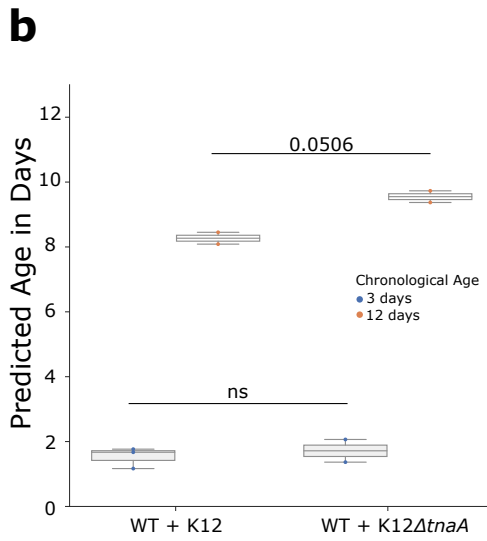 b
Predicted Age in Days
12
10
8
6
4
2
0
0.0506
Chronological Age
3 days
12 days
ns
WT + K12
WT + K12ΔtnaA